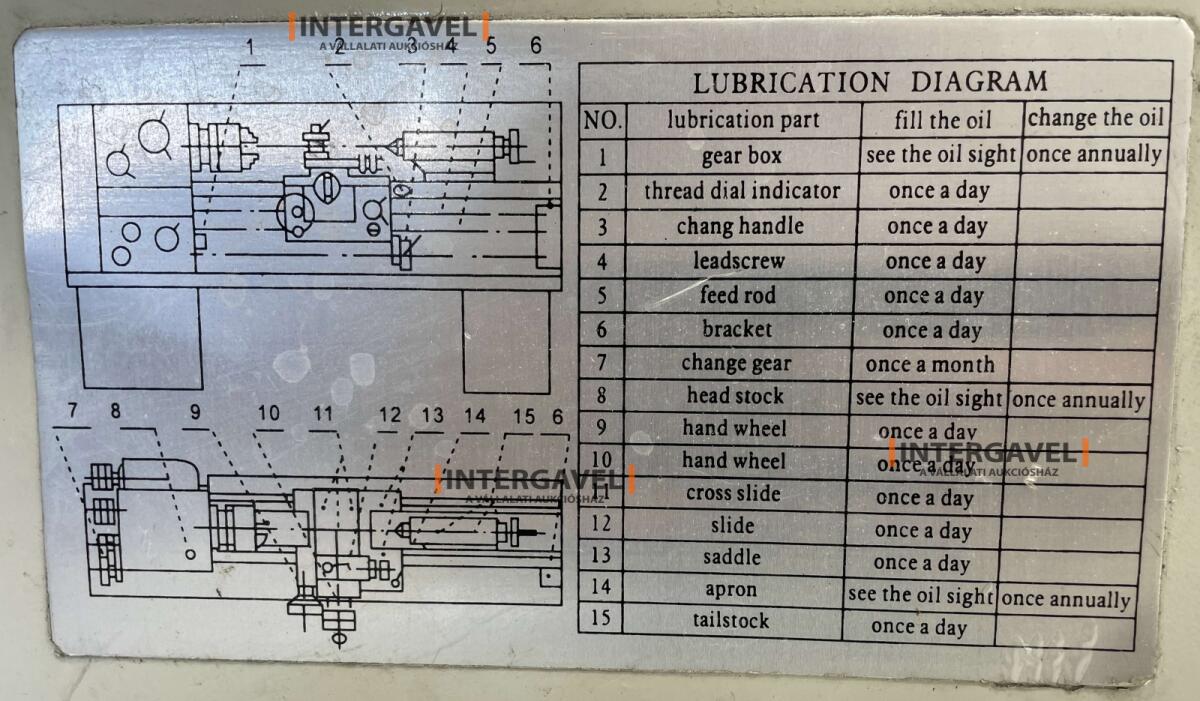 INTERGAVEL
A VÁLLALATI AUKCIÓSHÁZ
1 2 3 4 5 6
LUBRICATION DIAGRAM
NO. lubrication part fill the oil change the oil
1 gear box see the oil sight once annually
2 thread dial indicator once a day
3 chang handle once a day
4 leadscrew once a day
5 feed rod once a day
6 bracket once a day
7 change gear once a month
8 head stock see the oil sight once annually
9 hand wheel once a day
10 hand wheel once a day
11 cross slide once a day
12 slide once a day
13 saddle once a day
14 apron see the oil sight once annually
15 tailstock once a day
7 8 9 10 11 12 13 14 15 6
INTERGAVEL
A VÁLLALATI AUKCIÓSHÁZ
INTERGAVEL
A VÁLLALATI AUKCIÓSHÁZ